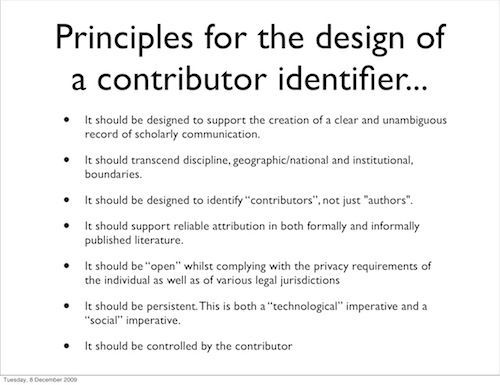 Principles for the design of
a contributor identifier...
• It should be designed to support the creation of a clear and unambiguous
record of scholarly communication.
• It should transcend discipline, geographic/national and institutional,
boundaries.
• It should be designed to identify “contributors”, not just "authors".
• It should support reliable attribution in both formally and informally
published literature.
• It should be “open” whilst complying with the privacy requirements of
the individual as well as of various legal jurisdictions
• It should be persistent. This is both a “technological” imperative and a
“social” imperative.
• It should be controlled by the contributor
Tuesday, 8 December 2009